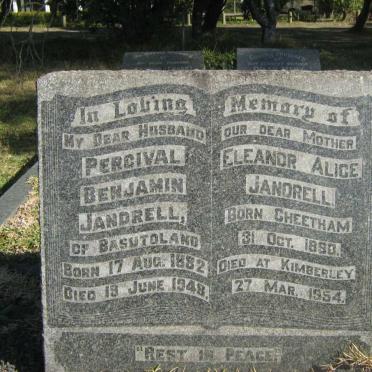 In Loving
My Dear Husband
Percival
Benjamin
Jandrell,
of Basutoland
Born 17 Aug. 1882
Died 19 June 1948.
Memory of
our dear Mother
Eleanor Alice
Jandrell
Born Cheetham
31 Oct. 1890.
Died at Kimberley
27 Mar. 1954.
"Rest in Peace"